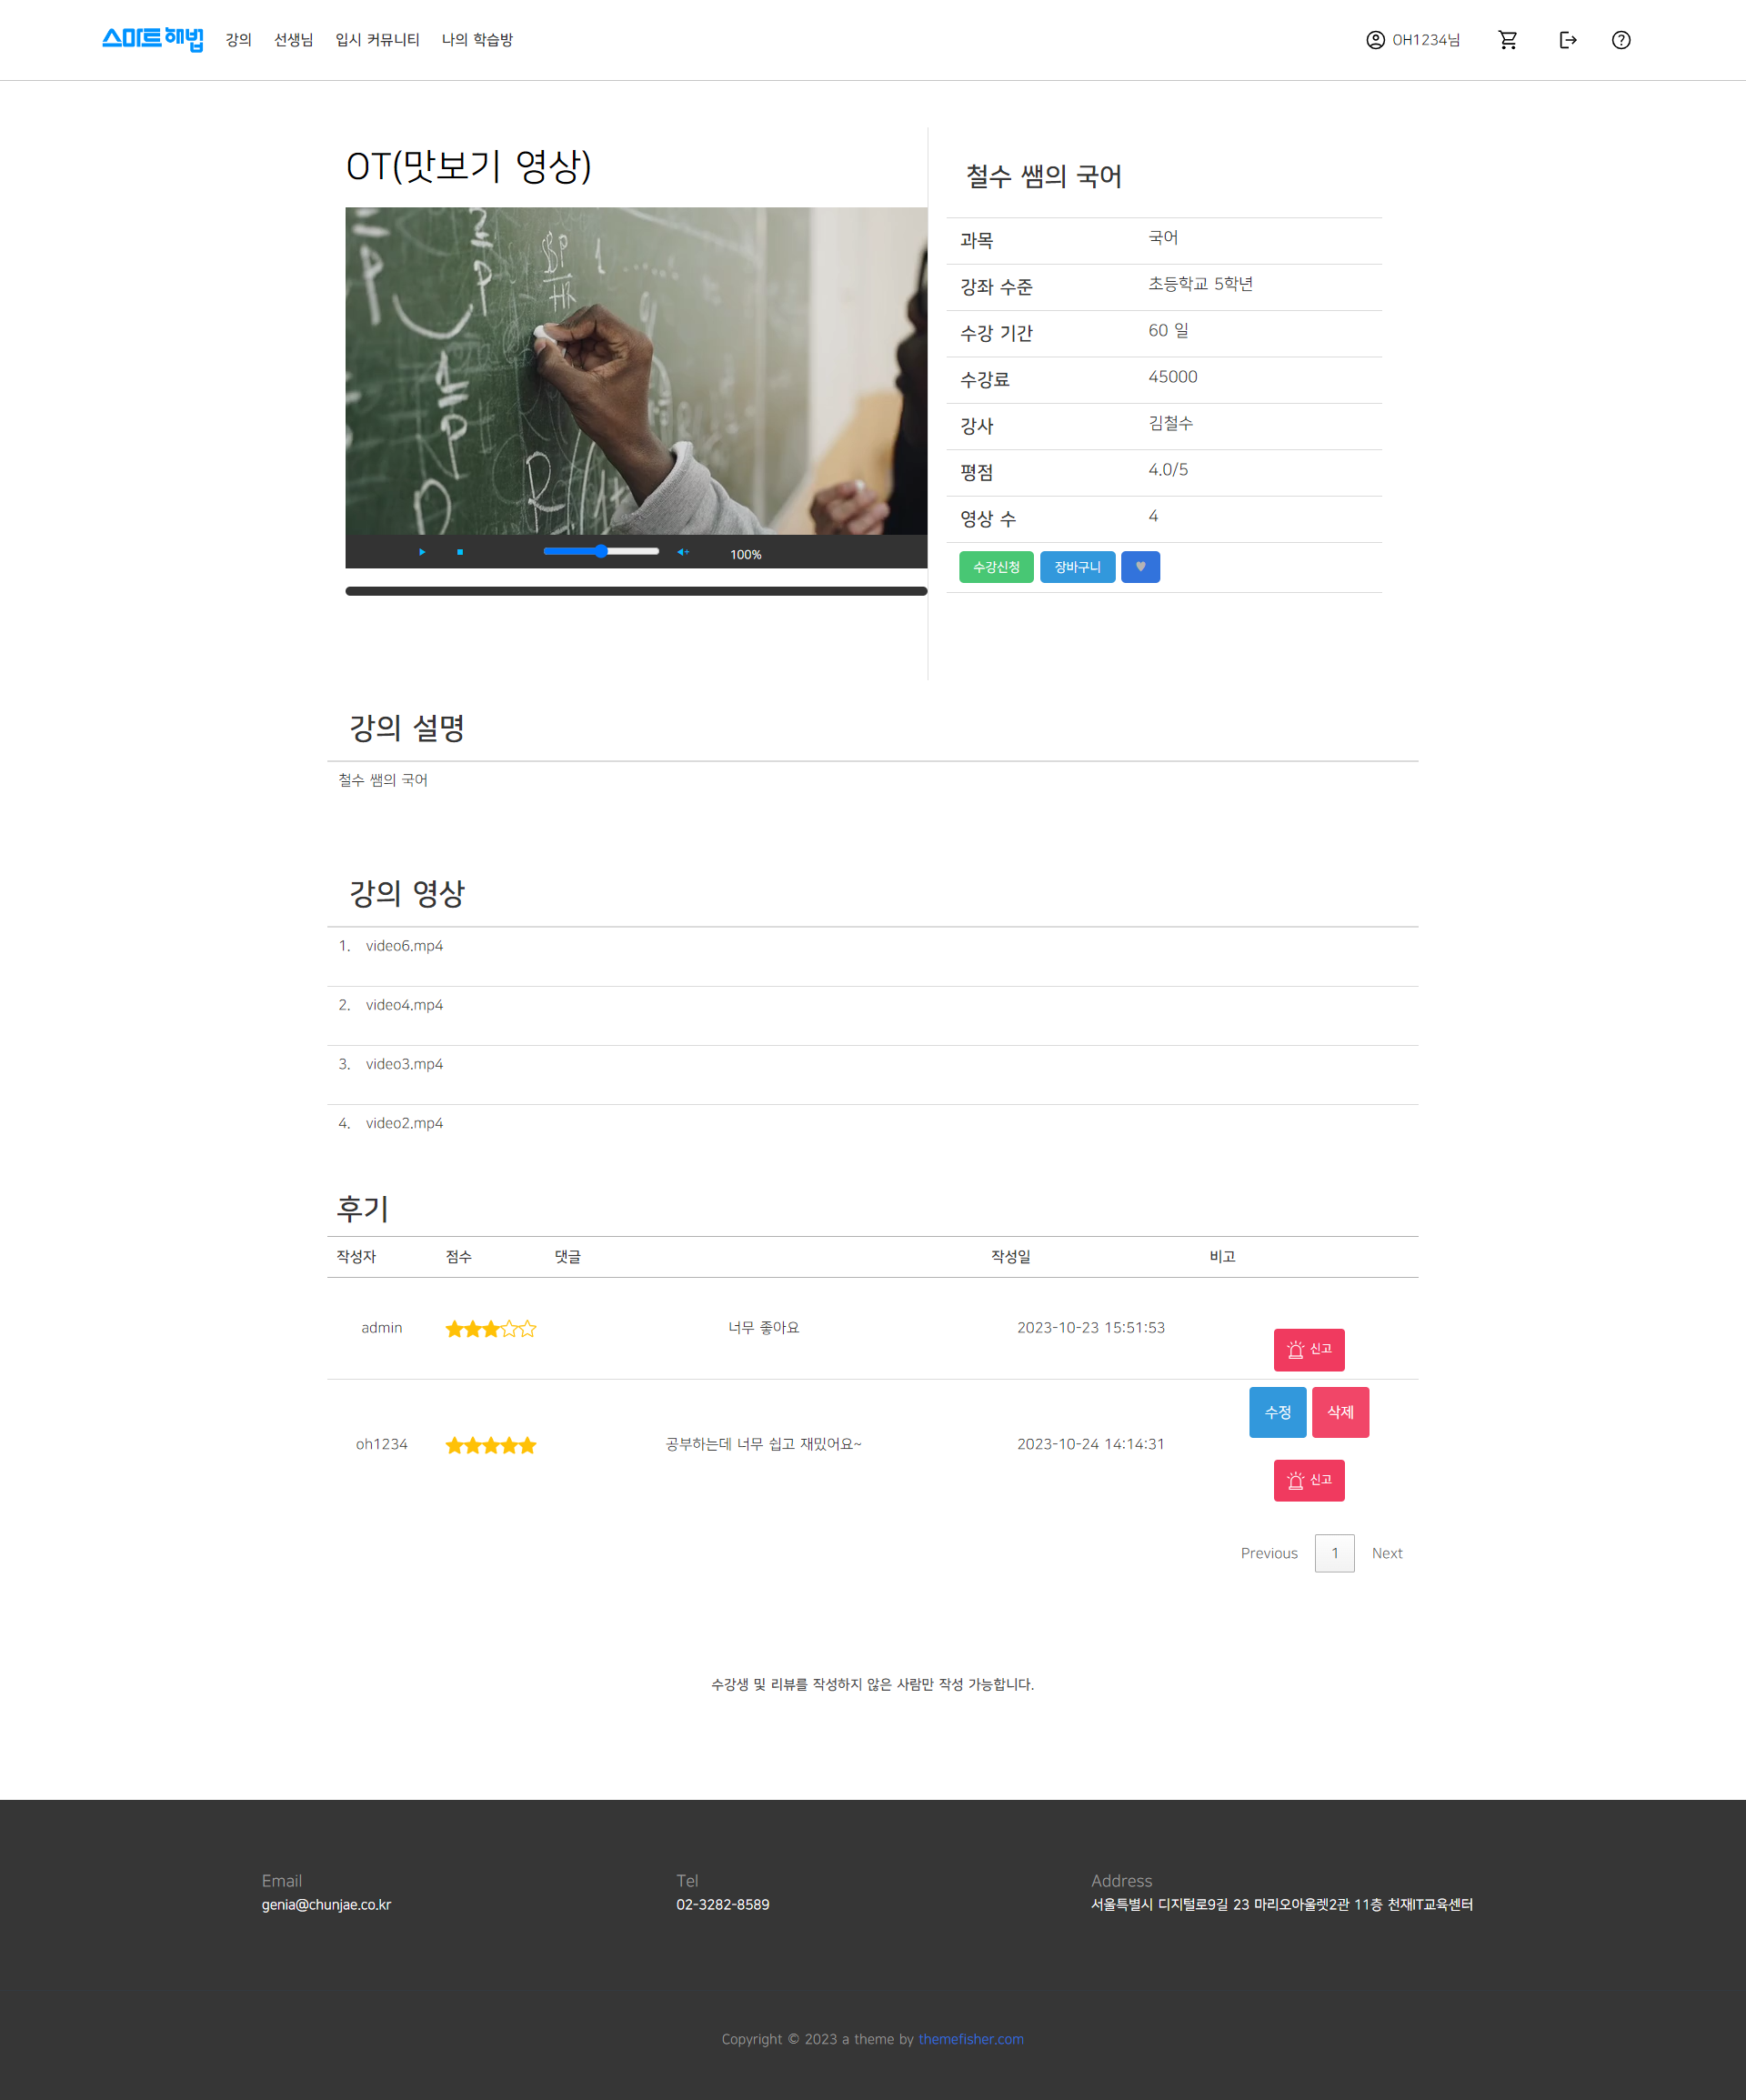 스마트해법 강의 선생님 입시 커뮤니티 나의 학습방 OH1234님
OT(맛보기 영상)
100%
철수 쌤의 국어
과목 국어
강좌 수준 초등학교 5학년
수강 기간 60 일
수강료 45000
강사 김철수
평점 4.0/5
영상 수 4
수강신청 장바구니 ♥
강의 설명
철수 쌤의 국어
강의 영상
1. video6.mp4
2. video4.mp4
3. video3.mp4
4. video2.mp4
후기
작성자 점수 댓글 작성일 비고
admin ★★★☆☆ 너무 좋아요 2023-10-23 15:51:53
신고
수정 삭제
oh1234 ★★★★★ 공부하는데 너무 쉽고 재밌어요~ 2023-10-24 14:14:31
신고
Previous 1 Next
수강생 및 리뷰를 작성하지 않은 사람만 작성 가능합니다.
Email Tel Address
genia@chunjae.co.kr 02-3282-8589 서울특별시 디지털로9길 23 마리오아울렛2관 11층 천재IT교육센터
Copyright © 2023 a theme by themefisher.com